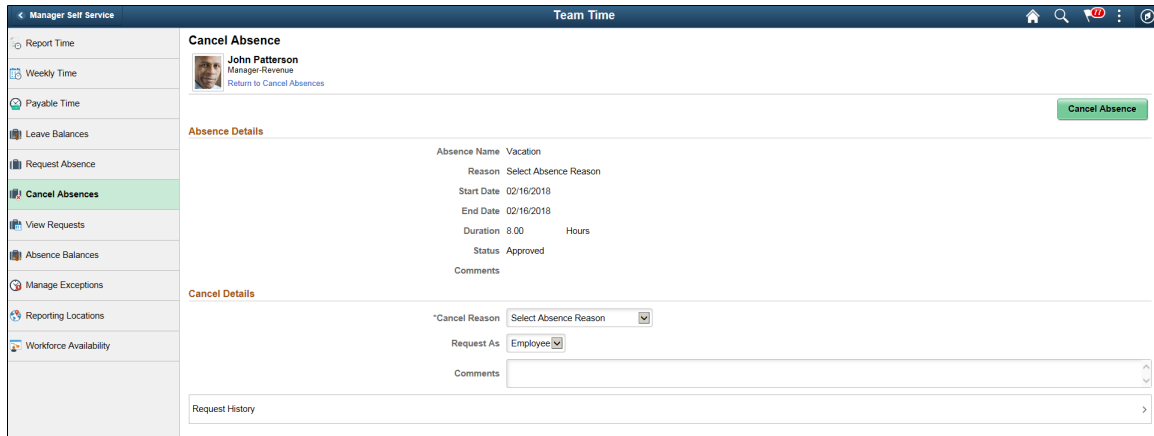 Manager Self Service
Team Time
77
Report Time
Weekly Time
Payable Time
Leave Balances
Request Absence
Cancel Absences
View Requests
Absence Balances
Manage Exceptions
Reporting Locations
Workforce Availability
Cancel Absence
John Patterson
Manager-Revenue
Return to Cancel Absences
Cancel Absence
Absence Details
Absence Name Vacation
Reason Select Absence Reason
Start Date 02/16/2018
End Date 02/16/2018
Duration 8.00 Hours
Status Approved
Comments
Cancel Details
*Cancel Reason Select Absence Reason
Request As Employee
Comments
Request History